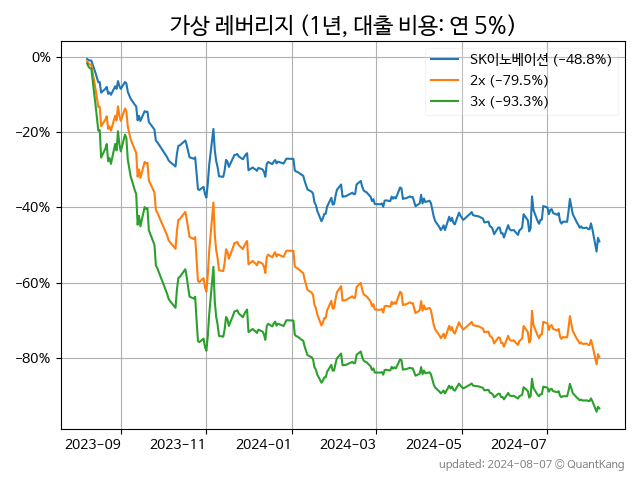 가상 레버리지 (1년, 대출 비용: 연 5%)
SK이노베이션 (−48.8%)
2x (−79.5%)
3x (−93.3%)
0%
−20%
−40%
−60%
−80%
2023-09 2023-11 2024-01 2024-03 2024-05 2024-07
updated: 2024-08-07 © QuantKang